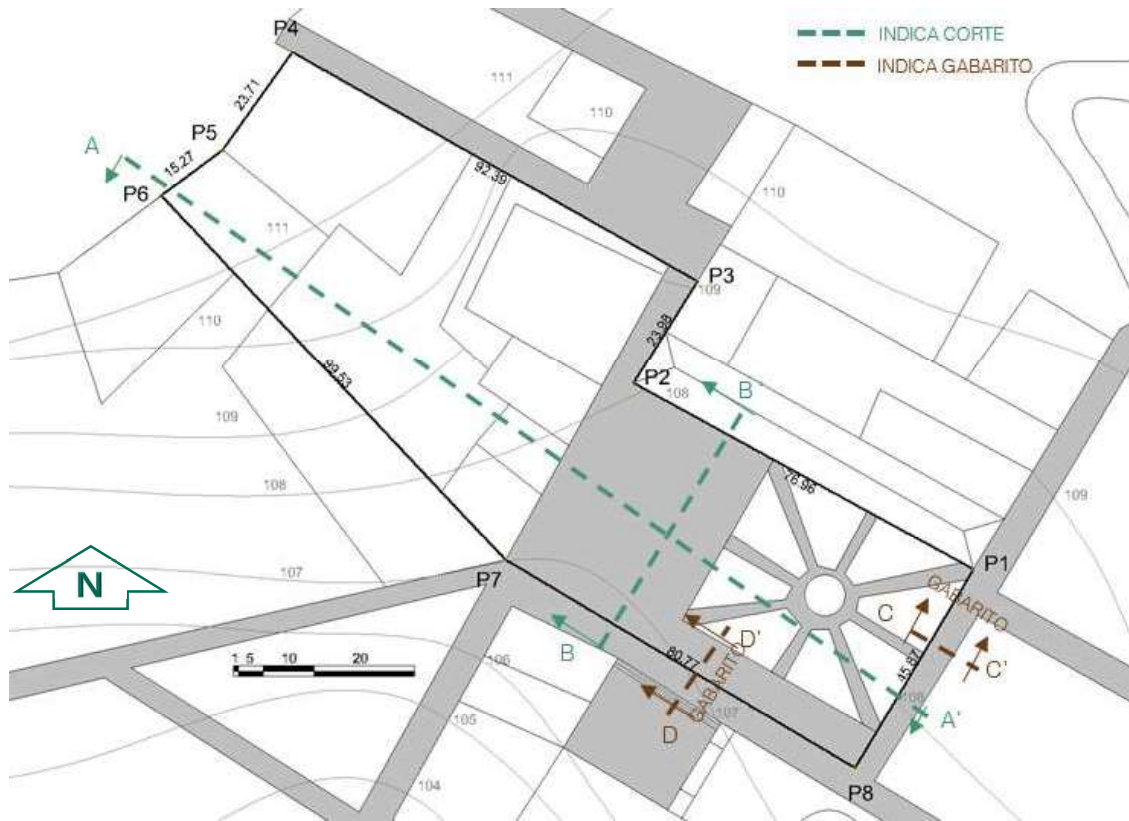 P4
INDICA CORTE
INDICA GABARITO
111
110
23.71
P5
A
15.27
P6
92.39
110
111
P3
109
110
23.98
99.53
P2
108
B'
109
76.96
109
108
P1
107
N
P7
GABARITO
C
C'
1 5 10 20
D'
B
106
80.77
GABARITO
45.87
108
A'
105
D
107
104
P8